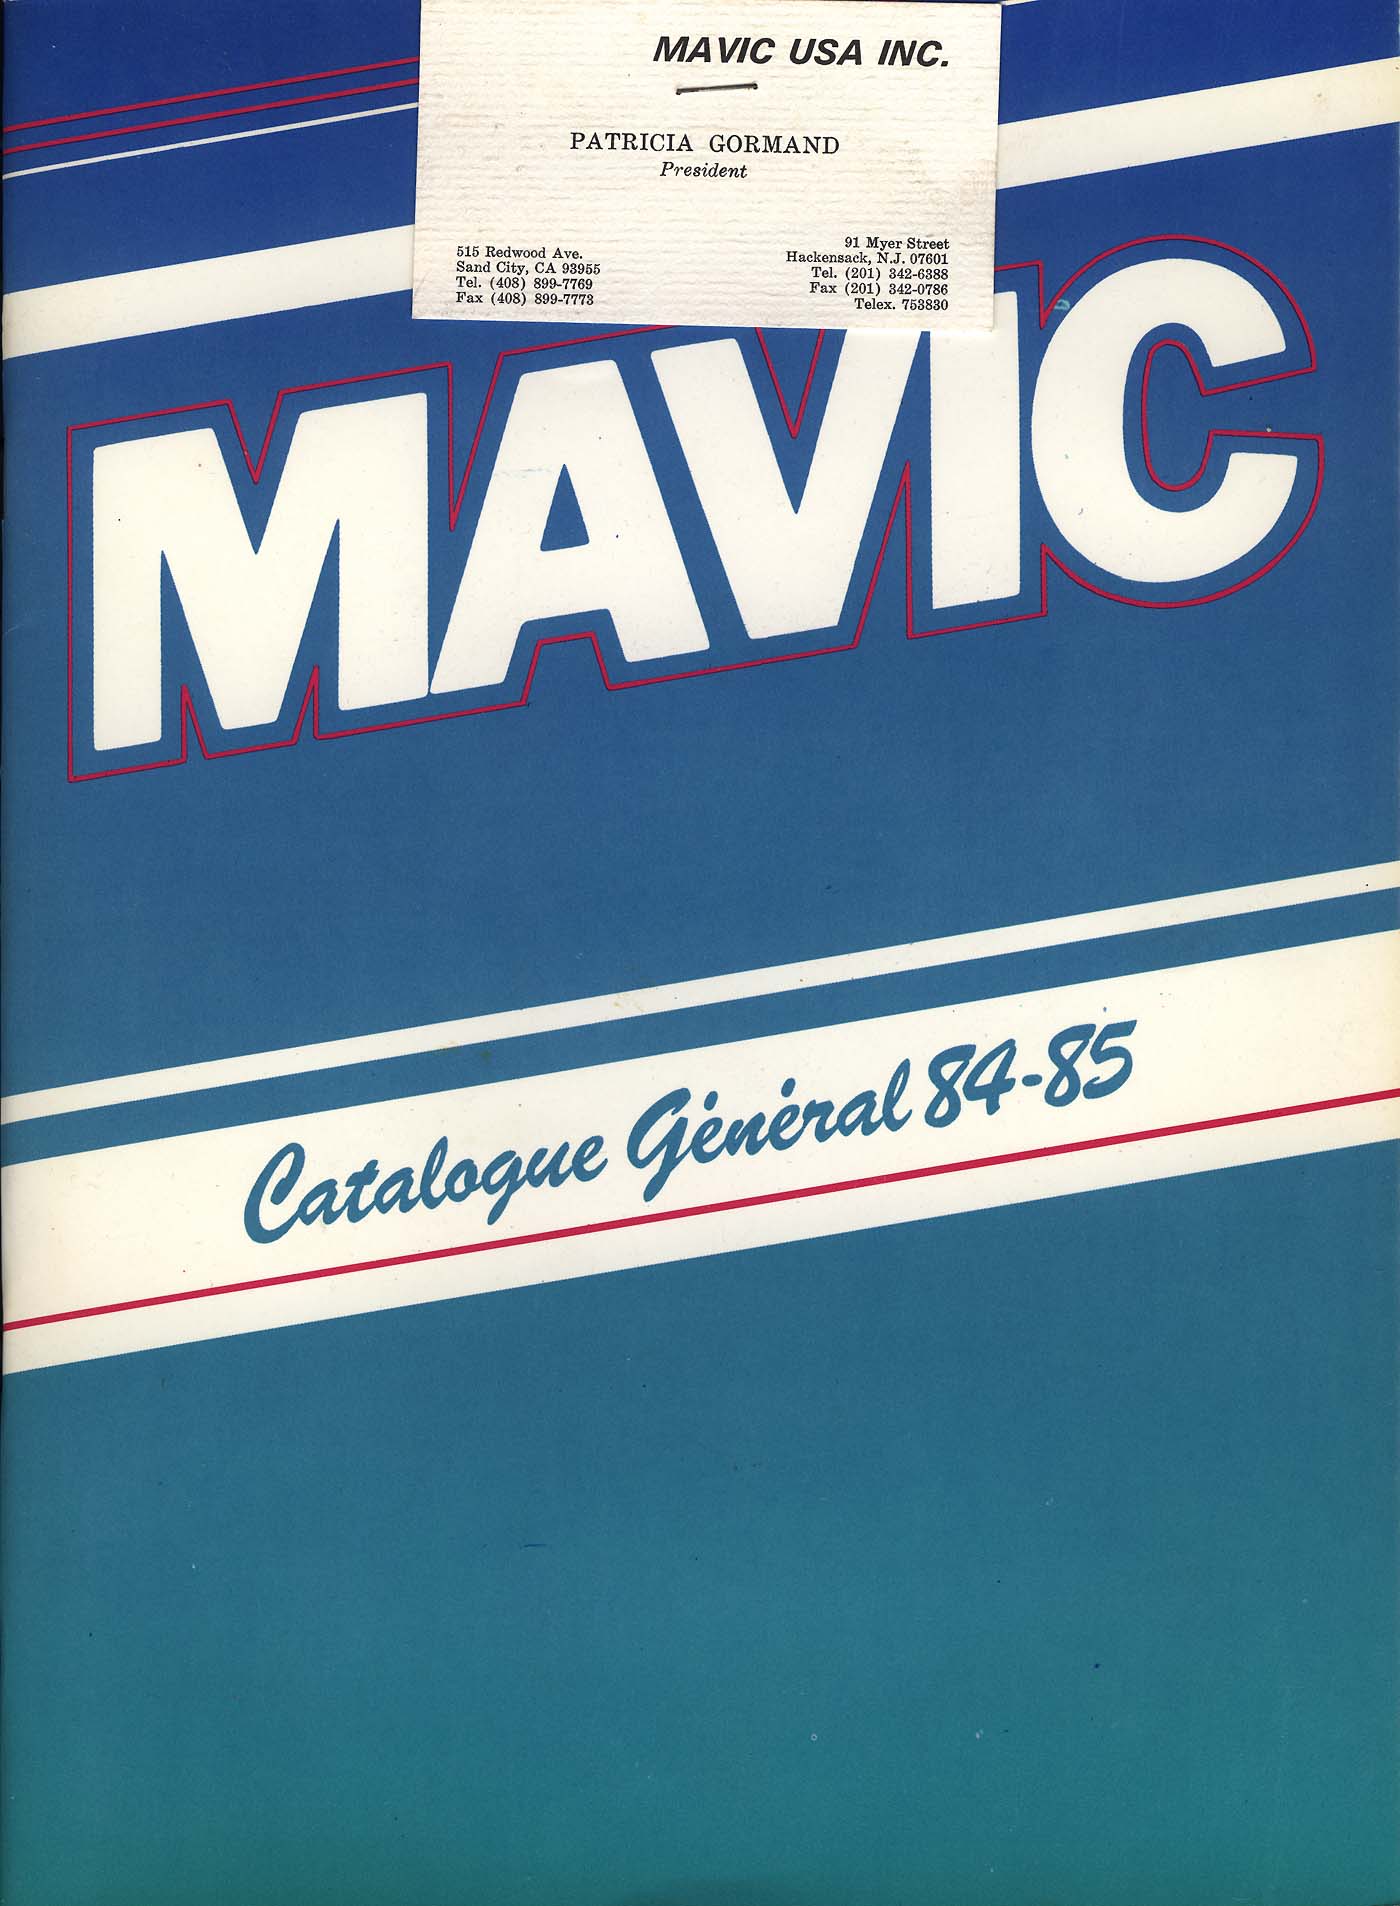 MAVIC USA INC.
PATRICIA GORMAND
President
515 Redwood Ave.
Sand City, CA 93955
Tel. (408) 899-7769
Fax (408) 899-7773
91 Myer Street
Hackensack, N.J. 07601
Tel. (201) 342-6388
Fax (201) 342-0786
Telex. 753830
MAVIC
Catalogue Général 84-85